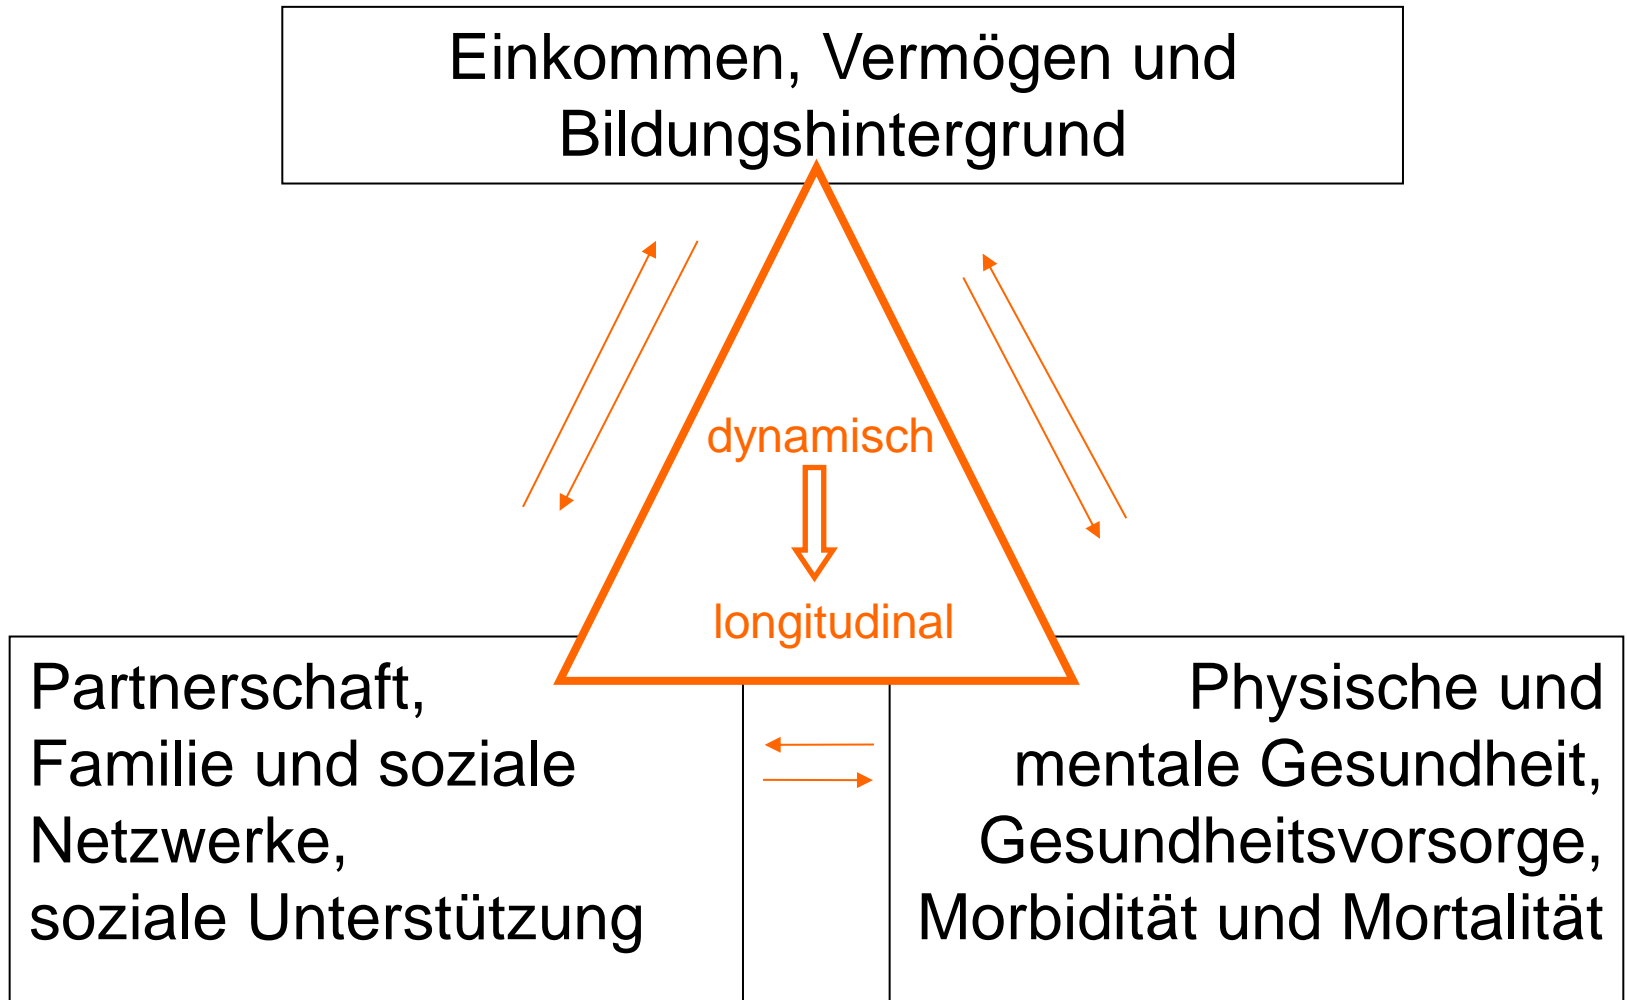 Einkommen, Vermögen und
Bildungshintergrund
dynamisch
longitudinal
Partnerschaft,
Familie und soziale
Netzwerke,
soziale Unterstützung
Physische und
mentale Gesundheit,
Gesundheitsvorsorge,
Morbidität und Mortalität